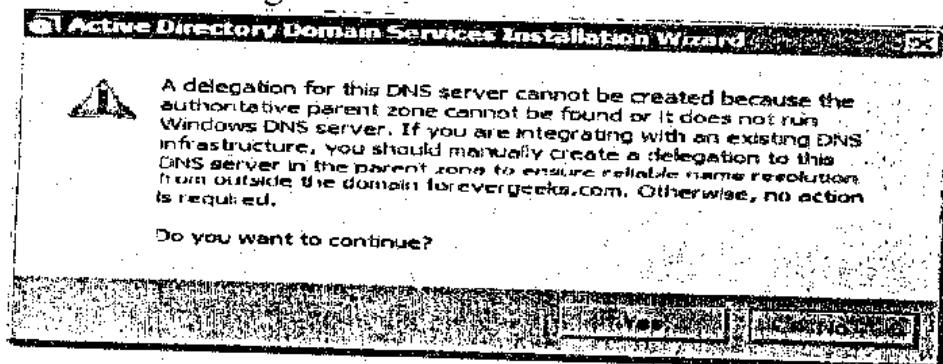 Active Directory Domain Services Installation Wizard
A delegation for this DNS server cannot be created because the
authoritative parent zone cannot be found or it does not run
Windows DNS server. If you are integrating with an existing DNS
infrastructure, you should manually create a delegation to this
DNS server in the parent zone to ensure reliable name resolution
from outside the domain forevergeeks.com. Otherwise, no action
is required.
Do you want to continue?
Yes
No